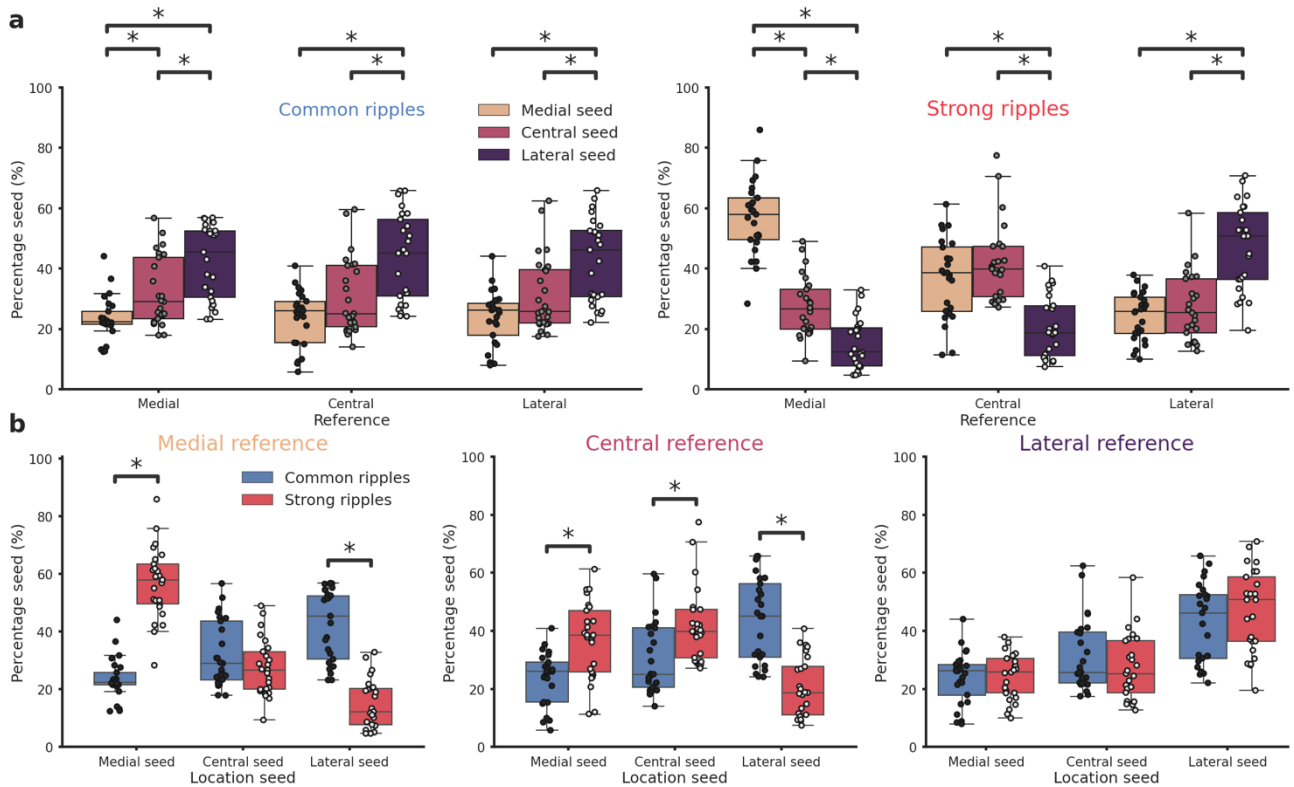 a
* * *
* * *
* *
* *
* * *
* * *
Common ripples
Medial seed
Central seed
Lateral seed
Percentage seed (%)
100
80
60
40
20
0
Medial Central Lateral
Reference
Strong ripples
Percentage seed (%)
100
80
60
40
20
0
Medial Central Lateral
Reference
b
Medial reference
*
*
Common ripples
Strong ripples
Percentage seed (%)
100
80
60
40
20
0
Medial seed Central seed Lateral seed
Location seed
Central reference
*
*
*
Percentage seed (%)
100
80
60
40
20
0
Medial seed Central seed Lateral seed
Location seed
Lateral reference
Percentage seed (%)
100
80
60
40
20
0
Medial seed Central seed Lateral seed
Location seed